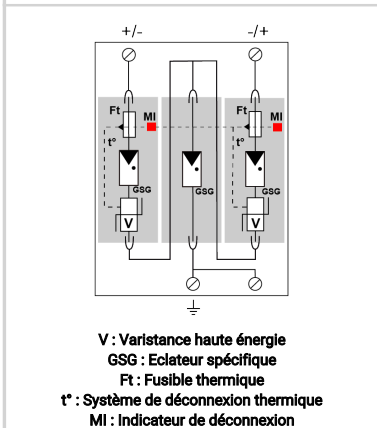 +/- -/+
Ft MI Ft MI
t° t°
GSG GSG GSG
V V
V : Varistance haute énergie
GSG : Eclateur spécifique
Ft : Fusible thermique
t° : Système de déconnexion thermique
MI : Indicateur de déconnexion